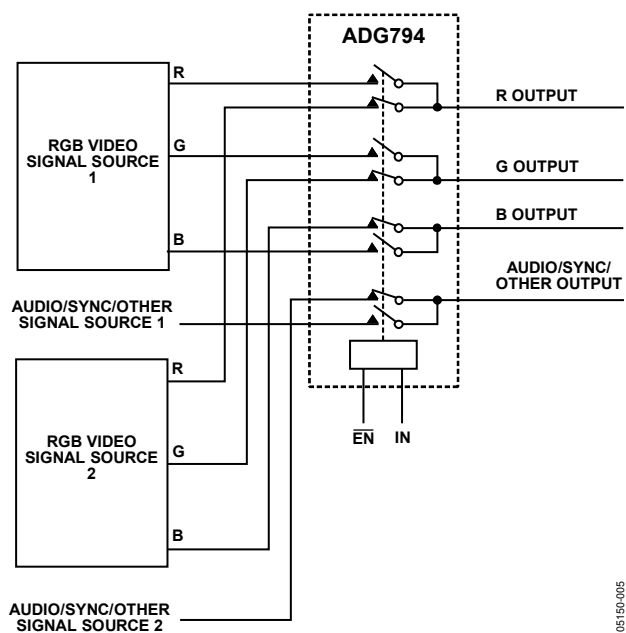 ADG794
R
R OUTPUT
RGB VIDEO
SIGNAL SOURCE
1
G
G OUTPUT
B OUTPUT
B
AUDIO/SYNC/
OTHER OUTPUT
AUDIO/SYNC/OTHER
SIGNAL SOURCE 1
R
E̅N̅ IN
RGB VIDEO
SIGNAL SOURCE
2
G
B
AUDIO/SYNC/OTHER
SIGNAL SOURCE 2
05150-005